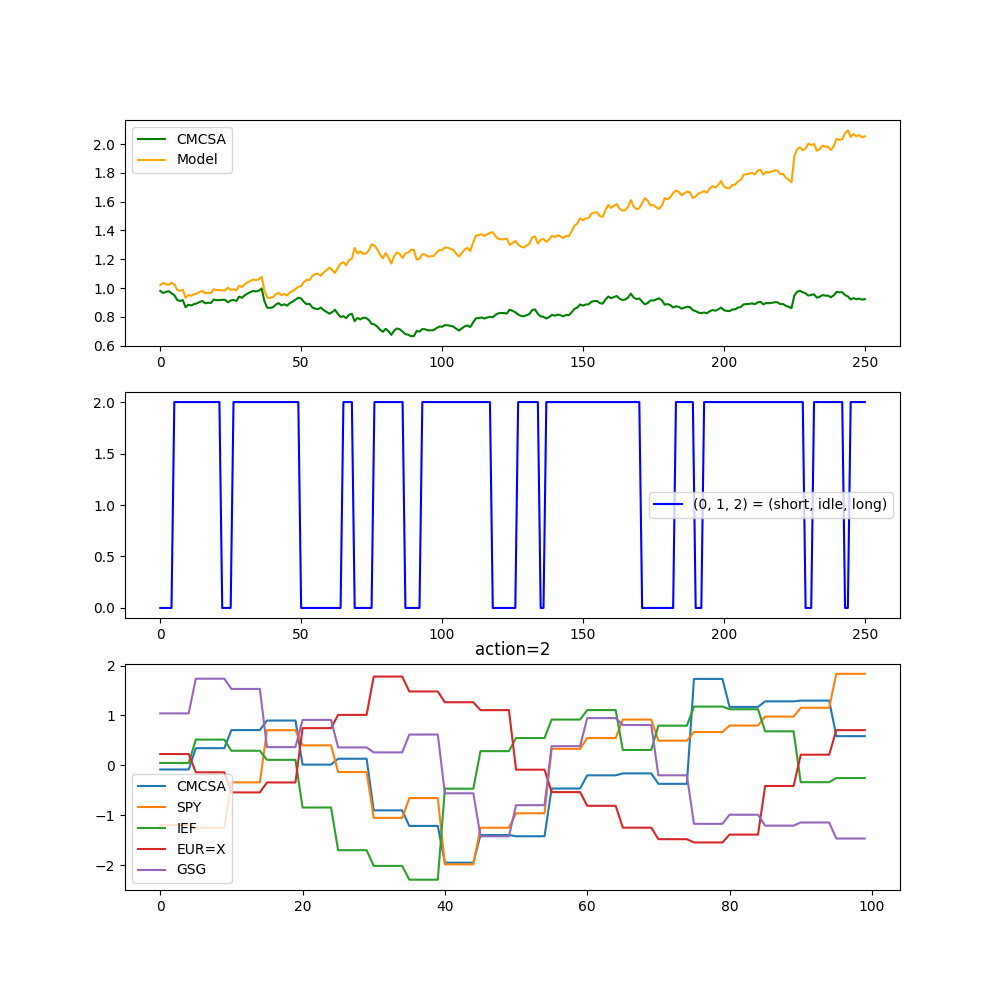 CMCSA
Model
2.0
1.8
1.6
1.4
1.2
1.0
0.8
0.6
0 50 100 150 200 250
2.0
1.5
1.0
0.5
0.0
(0, 1, 2) = (short, idle, long)
0 50 100 150 200 250
action=2
2
1
0
−1
−2
CMCSA
SPY
IEF
EUR=X
GSG
0 20 40 60 80 100